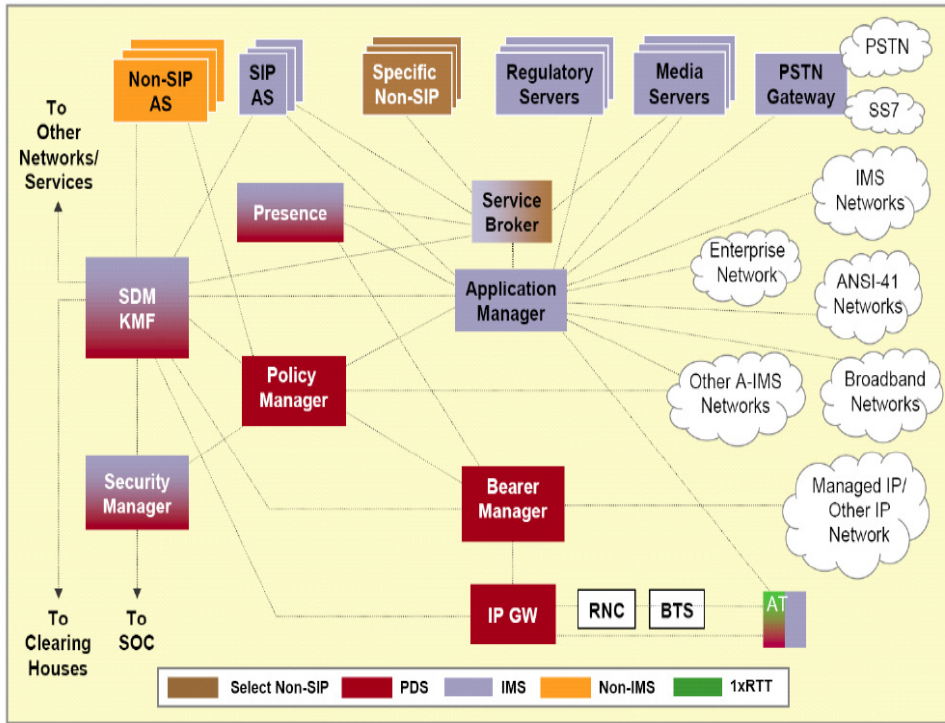 Non-SIP
AS
SIP
AS
Specific
Non-SIP
Regulatory
Servers
Media
Servers
PSTN
Gateway
PSTN
SS7
To
Other
Networks/
Services
IMS
Networks
Presence
Service
Broker
Enterprise
Network
ANSI-41
Networks
SDM
KMF
Application
Manager
Policy
Manager
Other A-IMS
Networks
Broadband
Networks
Security
Manager
Bearer
Manager
Managed IP/
Other IP
Network
IP GW
RNC
BTS
AT
To
Clearing
Houses
To
SOC
Select Non-SIP
PDS
IMS
Non-IMS
1xRTT